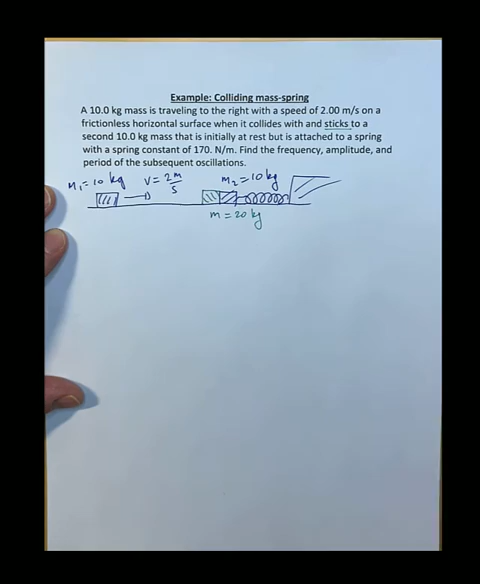 Example: Colliding mass-spring
A 10.0 kg mass is traveling to the right with a speed of 2.00 m/s on a
frictionless horizontal surface when it collides with and sticks to a
second 10.0 kg mass that is initially at rest but is attached to a spring
with a spring constant of 170. N/m. Find the frequency, amplitude, and
period of the subsequent oscillations.
M₁ = 10 kg V = 2 m/s M₂ = 10 kg
m = 20 kg